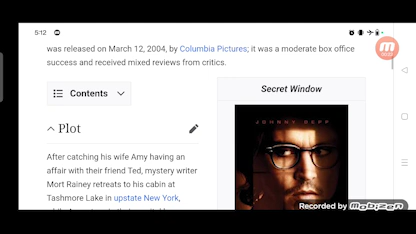 5:12
was released on March 12, 2004, by Columbia Pictures; it was a moderate box office
success and received mixed reviews from critics.
Contents
Secret Window
JOHNNY DEPP
Plot
After catching his wife Amy having an
affair with their friend Ted, mystery writer
Mort Rainey retreats to his cabin at
Tashmore Lake in upstate New York,
Recorded by MOBIZEN